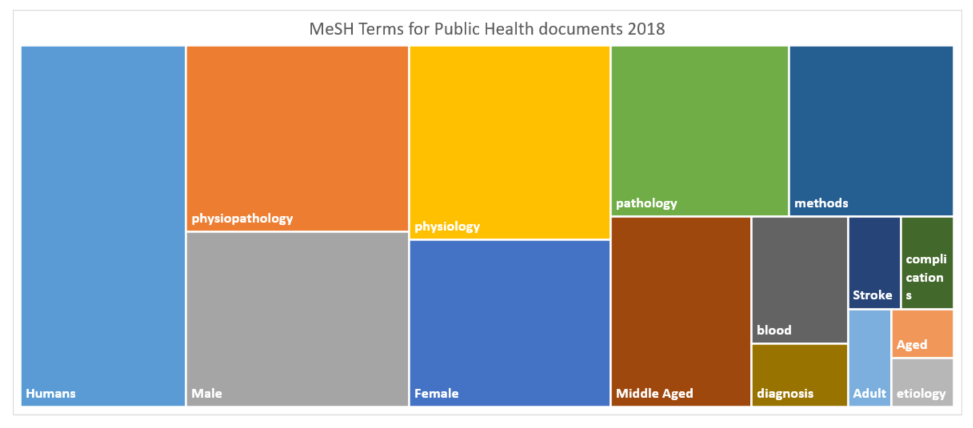 MeSH Terms for Public Health documents 2018
Humans
physiopathology
Male
physiology
Female
pathology
methods
Middle Aged
blood
diagnosis
Stroke
compli
cation
s
Adult
Aged
etiology